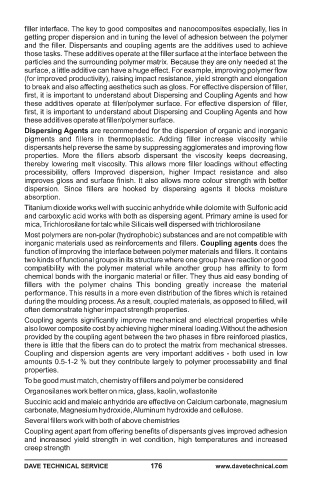 filler interface. The key to good composites and nanocomposites especially, lies in
getting proper dispersion and in tuning the level of adhesion between the polymer
and the filler. Dispersants and coupling agents are the additives used to achieve
those tasks. These additives operate at the filler surface at the interface between the
particles and the surrounding polymer matrix. Because they are only needed at the
surface, a little additive can have a huge effect. For example, improving polymer flow
(for improved productivity), raising impact resistance, yield strength and elongation
to break and also affecting aesthetics such as gloss. For effective dispersion of filler,
first, it is important to understand about Dispersing and Coupling Agents and how
these additives operate at filler/polymer surface. For effective dispersion of filler,
first, it is important to understand about Dispersing and Coupling Agents and how
these additives operate at filler/polymer surface.
Dispersing Agents are recommended for the dispersion of organic and inorganic
pigments and fillers in thermoplastic. Adding filler increase viscosity while
dispersants help reverse the same by suppressing agglomerates and improving flow
properties. More the fillers absorb dispersant the viscosity keeps decreasing,
thereby lowering melt viscosity. This allows more filler loadings without effecting
processibility, offers Improved dispersion, higher Impact resistance and also
improves gloss and surface finish. It also allows more colour strength with better
dispersion. Since fillers are hooked by dispersing agents it blocks moisture
absorption.
Titanium dioxide works well with succinic anhydride while dolomite with Sulfonic acid
and carboxylic acid works with both as dispersing agent. Primary amine is used for
mica, Trichlorosilane for talc while Silica is well dispersed with trichlorosilane
Most polymers are non-polar (hydrophobic) substances and are not compatible with
inorganic materials used as reinforcements and fillers. Coupling agents does the
function of improving the interface between polymer materials and fillers. It contains
two kinds of functional groups in its structure where one group have reaction or good
compatibility with the polymer material while another group has affinity to form
chemical bonds with the inorganic material or filler. They thus aid easy bonding of
fillers with the polymer chains This bonding greatly increase the material
performance. This results in a more even distribution of the fibres which is retained
during the moulding process. As a result, coupled materials, as opposed to filled, will
often demonstrate higher impact strength properties.
Coupling agents significantly improve mechanical and electrical properties while
also lower composite cost by achieving higher mineral loading.Without the adhesion
provided by the coupling agent between the two phases in fibre reinforced plastics,
there is little that the fibers can do to protect the matrix from mechanical stresses.
Coupling and dispersion agents are very important additives - both used in low
amounts 0.5-1-2 % but they contribute largely to polymer processability and final
properties.
To be good must match, chemistry of fillers and polymer be considered
Organosilanes work better on mica, glass, kaolin, wollastonite
Succinic acid and maleic anhydride are effective on Calcium carbonate, magnesium
carbonate, Magnesium hydroxide, Aluminum hydroxide and cellulose.
Several fillers work with both of above chemistries
Coupling agent apart from offering benefits of dispersants gives improved adhesion
and increased yield strength in wet condition, high temperatures and increased
creep strength
DAVE TECHNICAL SERVICE 176 www.davetechnical.com